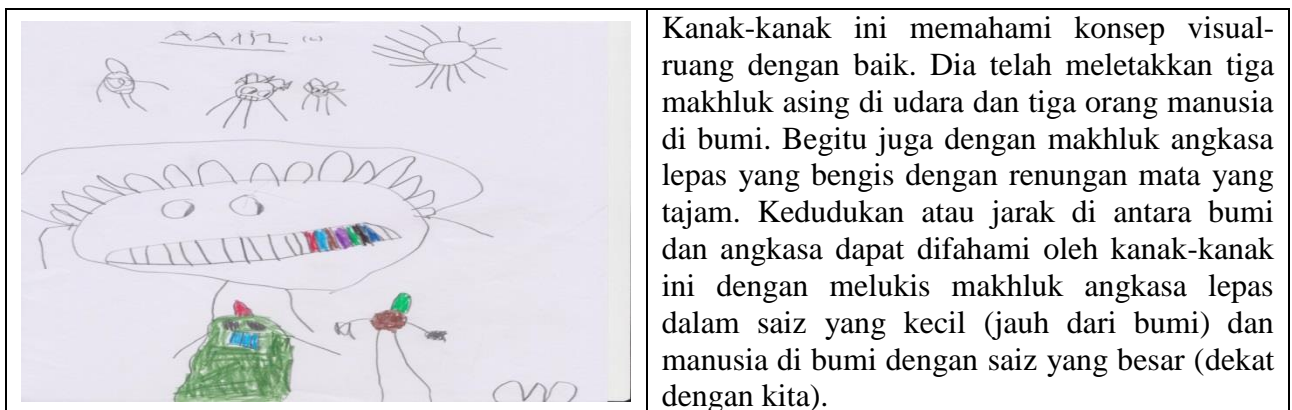 Kanak-kanak ini memahami konsep visual-
ruang dengan baik. Dia telah meletakkan tiga
makhluk asing di udara dan tiga orang manusia
di bumi. Begitu juga dengan makhluk angkasa
lepas yang bengis dengan renungan mata yang
tajam. Kedudukan atau jarak di antara bumi
dan angkasa dapat difahami oleh kanak-kanak
ini dengan melukis makhluk angkasa lepas
dalam saiz yang kecil (jauh dari bumi) dan
manusia di bumi dengan saiz yang besar (dekat
dengan kita).